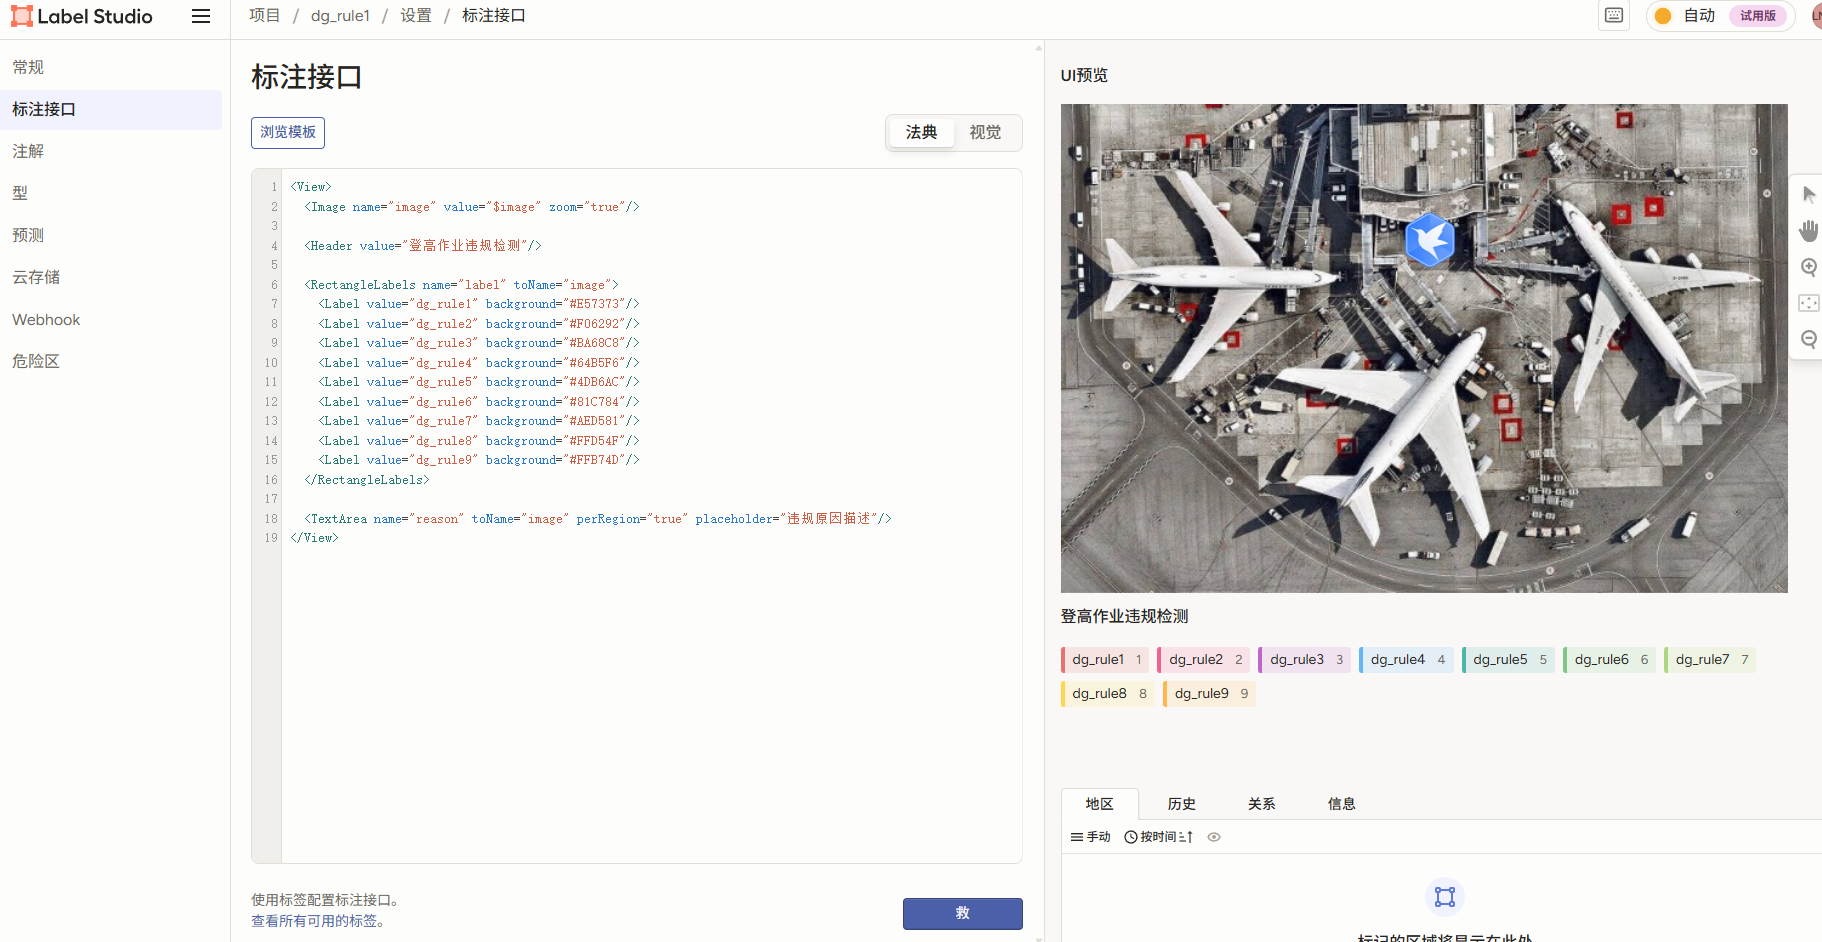 Label Studio
项目 / dg_rule1 / 设置 / 标注接口
自动 试用版
常规
标注接口
注解
型
预测
云存储
Webhook
危险区
标注接口
浏览模板
法典 视觉
1 <View>
2 <Image name="image" value="$image" zoom="true"/>
3
4 <Header value="登高作业违规检测"/>
5
6 <RectangleLabels name="label" toName="image">
7 <Label value="dg_rule1" background="#E57373"/>
8 <Label value="dg_rule2" background="#F06292"/>
9 <Label value="dg_rule3" background="#BA68C8"/>
10 <Label value="dg_rule4" background="#64B5F6"/>
11 <Label value="dg_rule5" background="#4DB6AC"/>
12 <Label value="dg_rule6" background="#81C784"/>
13 <Label value="dg_rule7" background="#AED581"/>
14 <Label value="dg_rule8" background="#FFD54F"/>
15 <Label value="dg_rule9" background="#FFB74D"/>
16 </RectangleLabels>
17
18 <TextArea name="reason" toName="image" perRegion="true" placeholder="违规原因描述"/>
19 </View>
使用标签配置标注接口。
查看所有可用的标签。
救
UI预览
登高作业违规检测
dg_rule1 1 dg_rule2 2 dg_rule3 3 dg_rule4 4 dg_rule5 5 dg_rule6 6 dg_rule7 7
dg_rule8 8 dg_rule9 9
地区 历史 关系 信息
手动 按时间
标记的区域将显示在此处